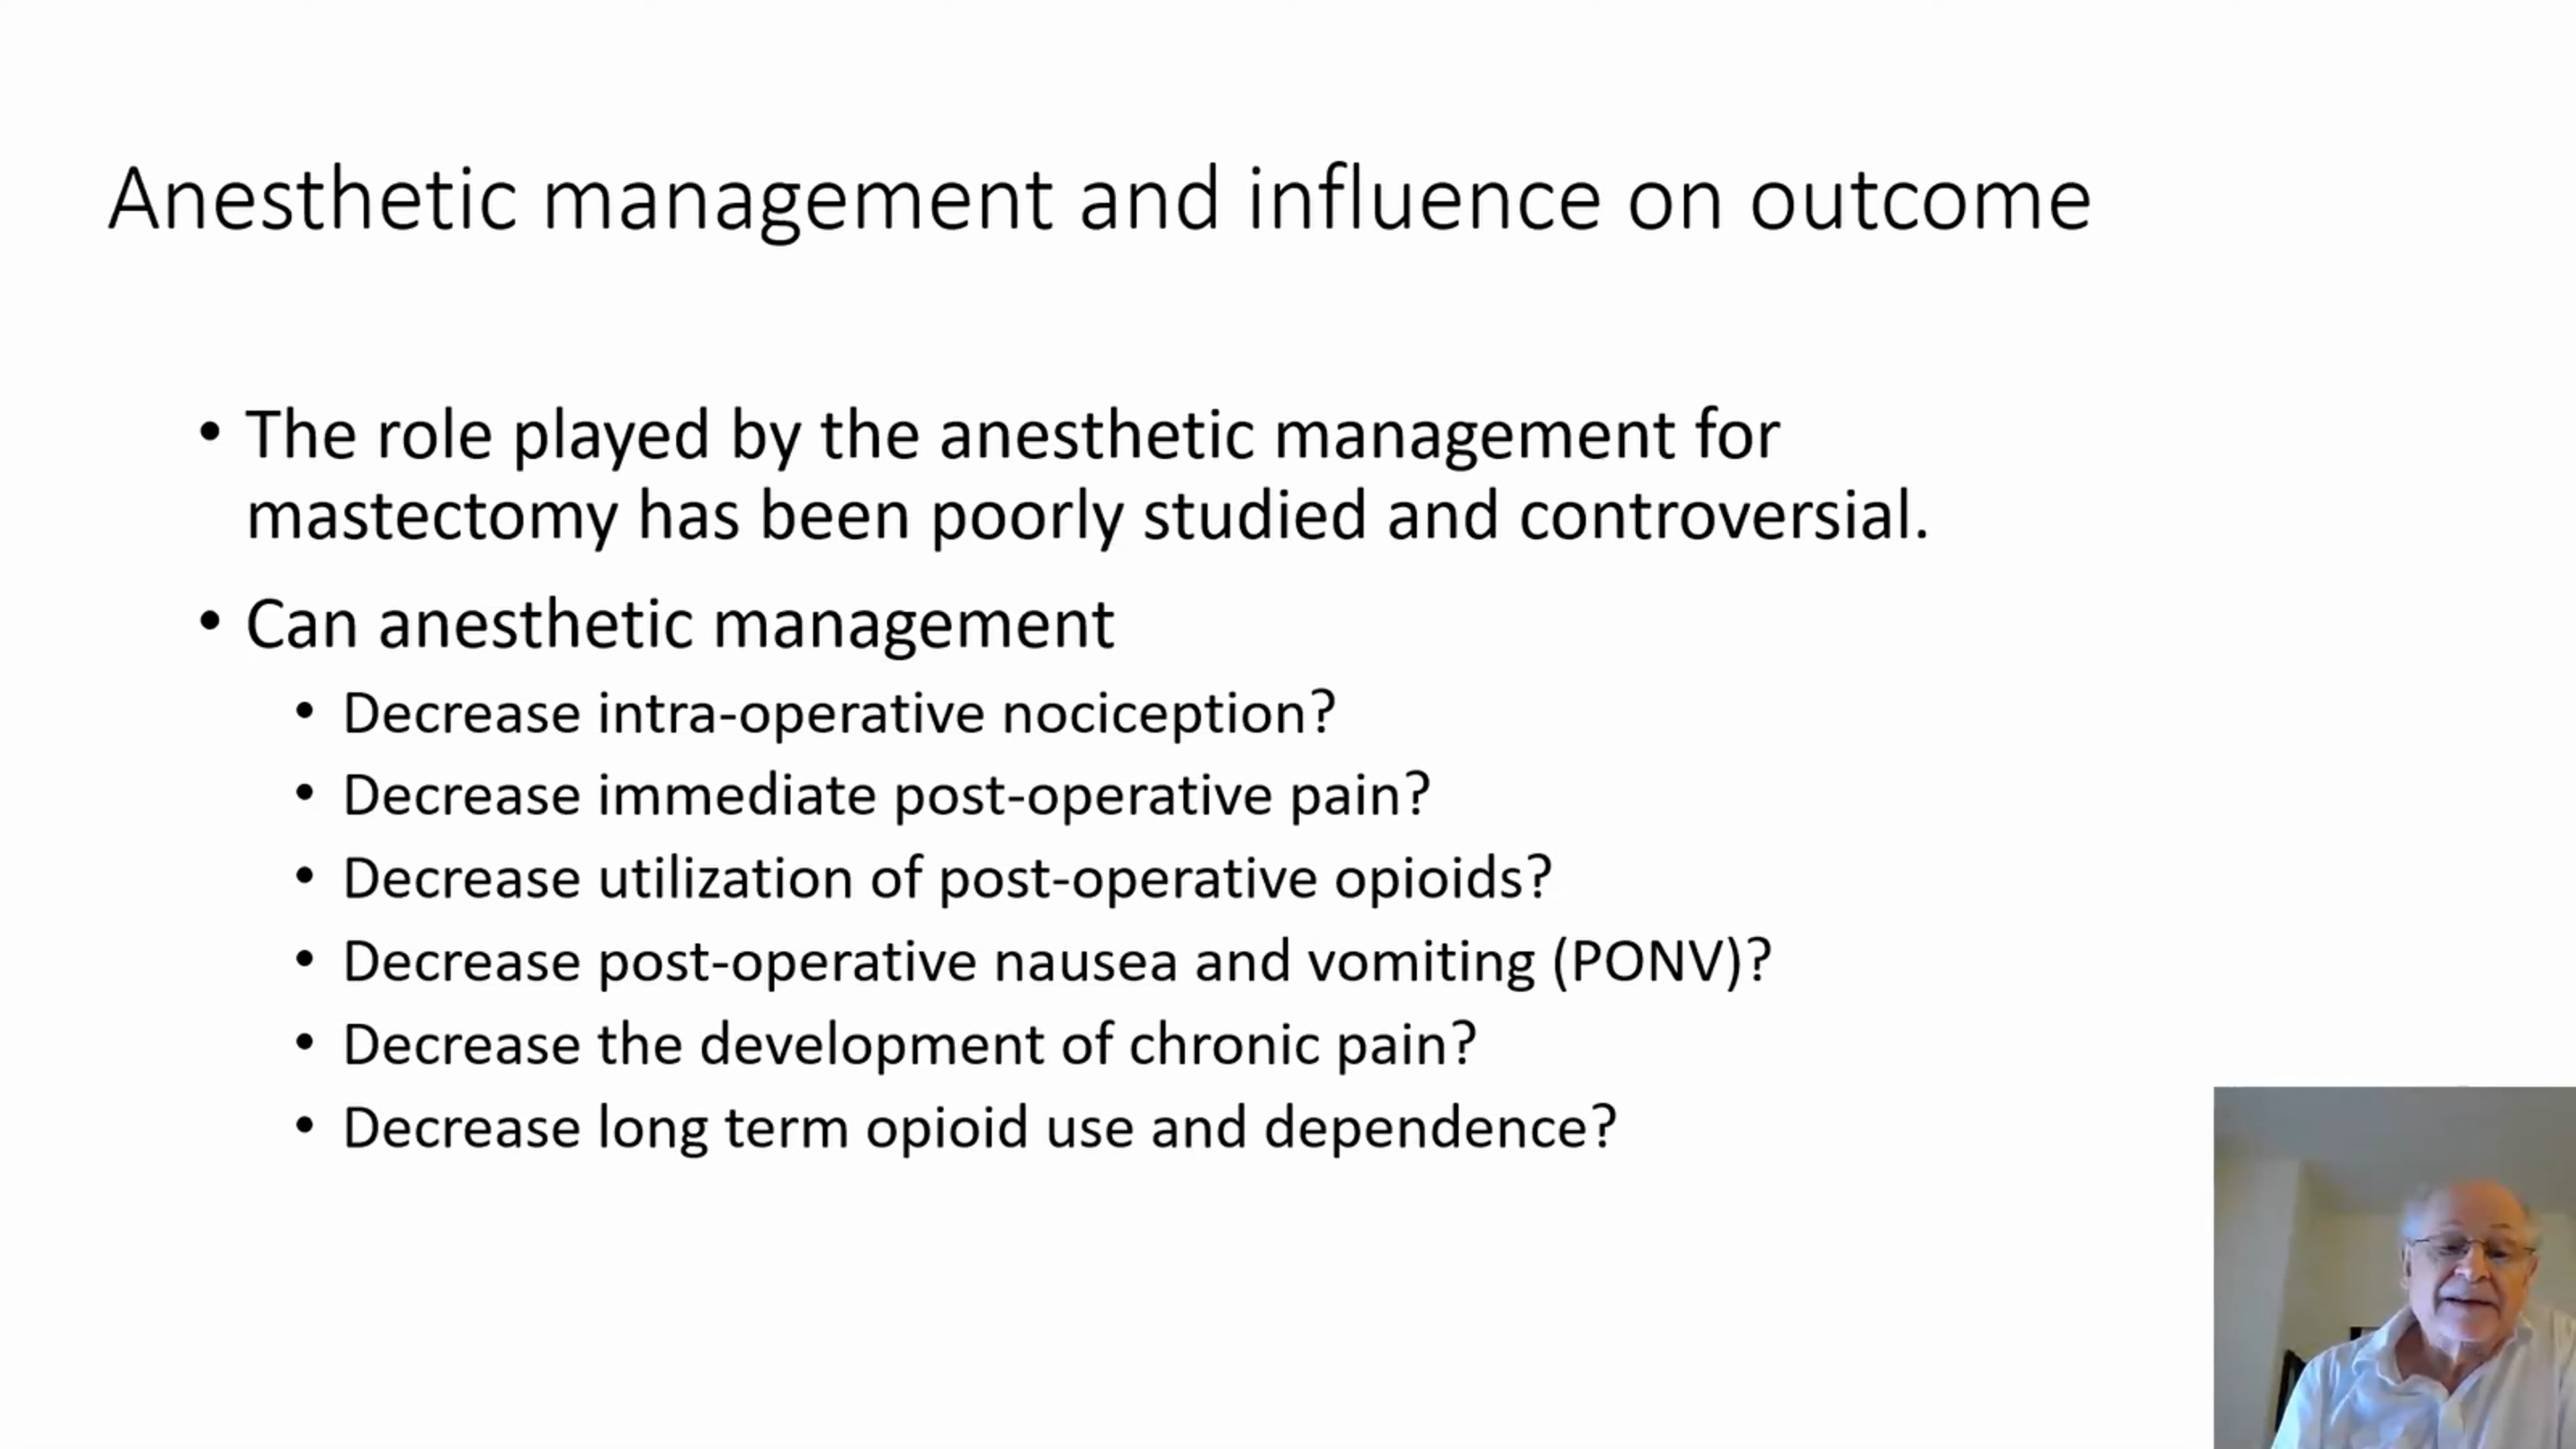 Anesthetic management and influence on outcome
• The role played by the anesthetic management for
mastectomy has been poorly studied and controversial.
• Can anesthetic management
• Decrease intra-operative nociception?
• Decrease immediate post-operative pain?
• Decrease utilization of post-operative opioids?
• Decrease post-operative nausea and vomiting (PONV)?
• Decrease the development of chronic pain?
• Decrease long term opioid use and dependence?